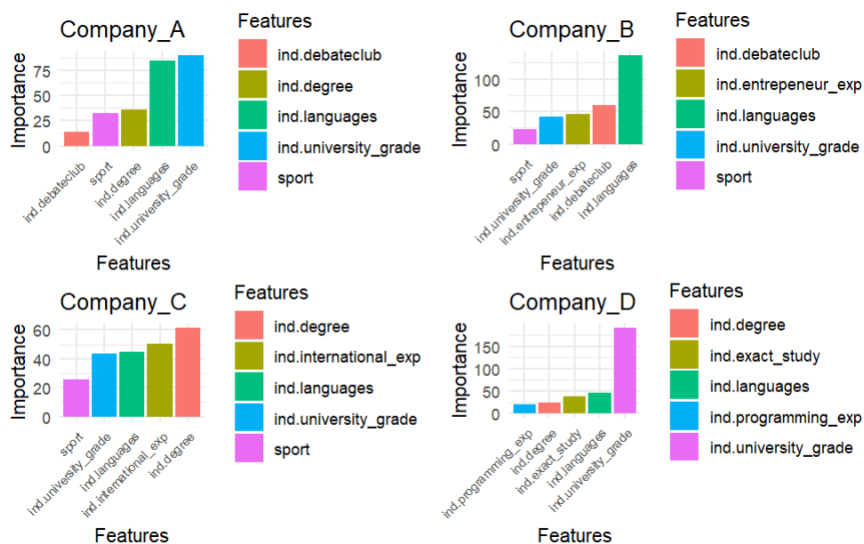 Company_A
Importance
75
50
25
0
ind.debateclub
sport
ind.degree
ind.languages
ind.university_grade
Features
Features
ind.debateclub
ind.degree
ind.languages
ind.university_grade
sport
Company_B
Importance
100
50
0
sport
ind.university_grade
ind.entrepeneur_exp
ind.debateclub
ind.languages
Features
Features
ind.debateclub
ind.entrepeneur_exp
ind.languages
ind.university_grade
sport
Company_C
Importance
60
40
20
0
sport
ind.university_grade
ind.languages
ind.international_exp
ind.degree
Features
Features
ind.degree
ind.international_exp
ind.languages
ind.university_grade
sport
Company_D
Importance
150
100
50
0
ind.programming_exp
ind.degree
ind.exact_study
ind.languages
ind.university_grade
Features
Features
ind.degree
ind.exact_study
ind.languages
ind.programming_exp
ind.university_grade